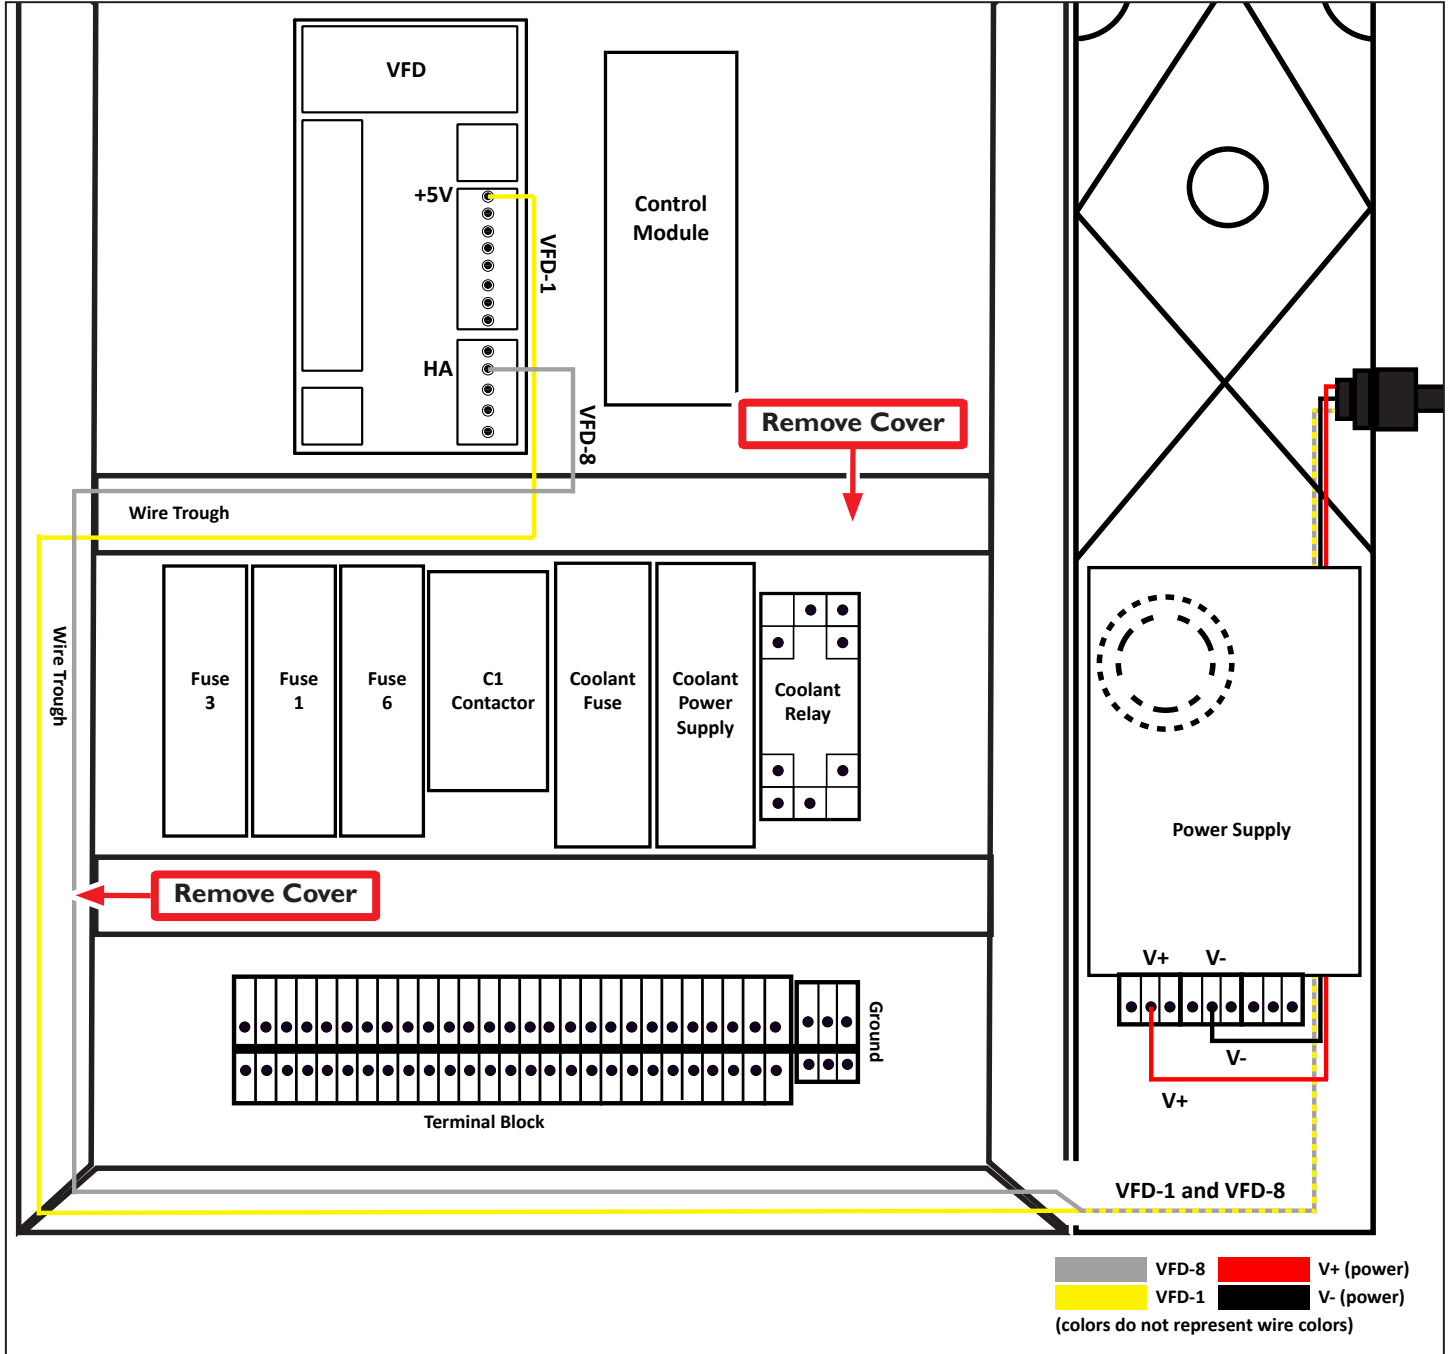 VFD
+5V
VFD-1
HA
VFD-8
Control
Module
Remove Cover
Wire Trough
Wire Trough
Fuse
3
Fuse
1
Fuse
6
C1
Contactor
Coolant
Fuse
Coolant
Power
Supply
Coolant
Relay
Remove Cover
Ground
Terminal Block
Power Supply
V+
V-
V-
V+
VFD-1 and VFD-8
VFD-8
V+ (power)
VFD-1
V- (power)
(colors do not represent wire colors)